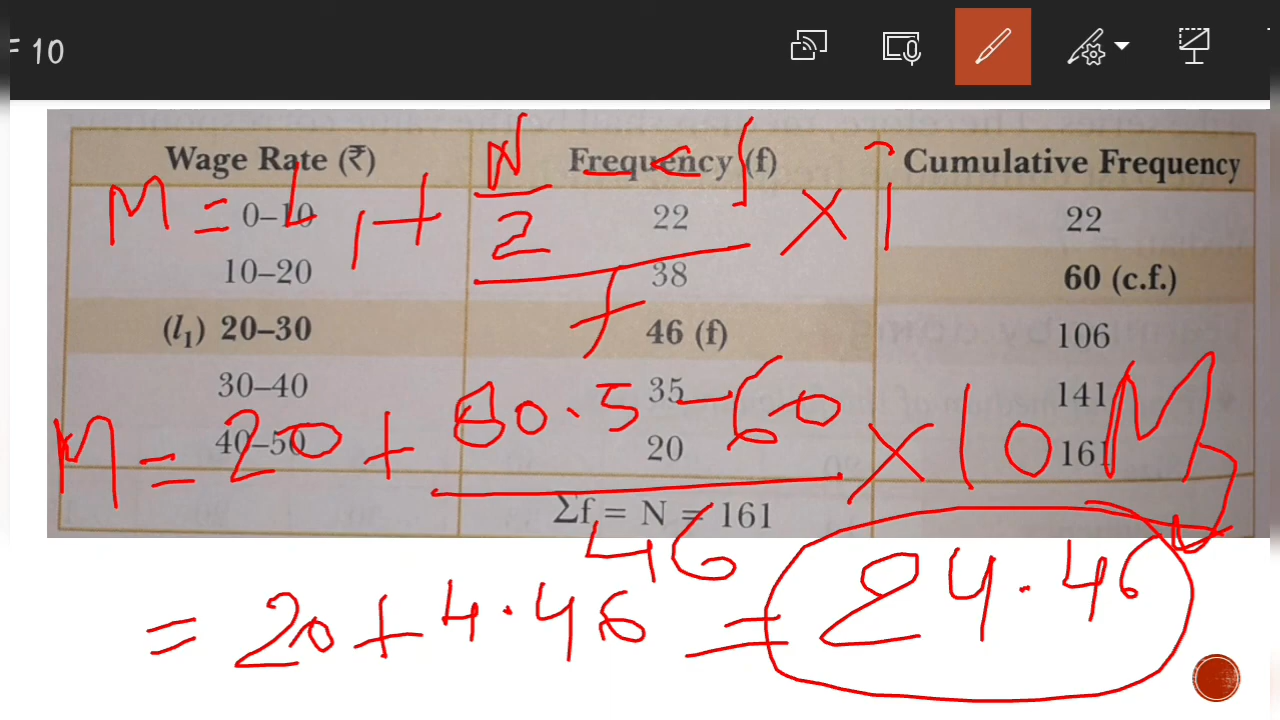 = 10
Wage Rate (₹) Frequency (f) Cumulative Frequency
M = L₁ + N/2 - c.f / f × i
0–10 22 22
10–20 38 60 (c.f.)
(l₁) 20–30 46 (f) 106
30–40 35 141
40–50 20 161
Σf = N = 161
M = 20 + 80.5 - 60 / 46 × 10
= 20 + 4.46 = 24.46